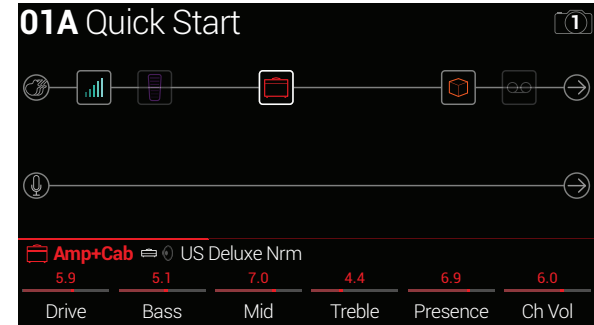 01A Quick Start
1
Amp+Cab US Deluxe Nrm
5.9 5.1 7.0 4.4 6.9 6.0
Drive Bass Mid Treble Presence Ch Vol